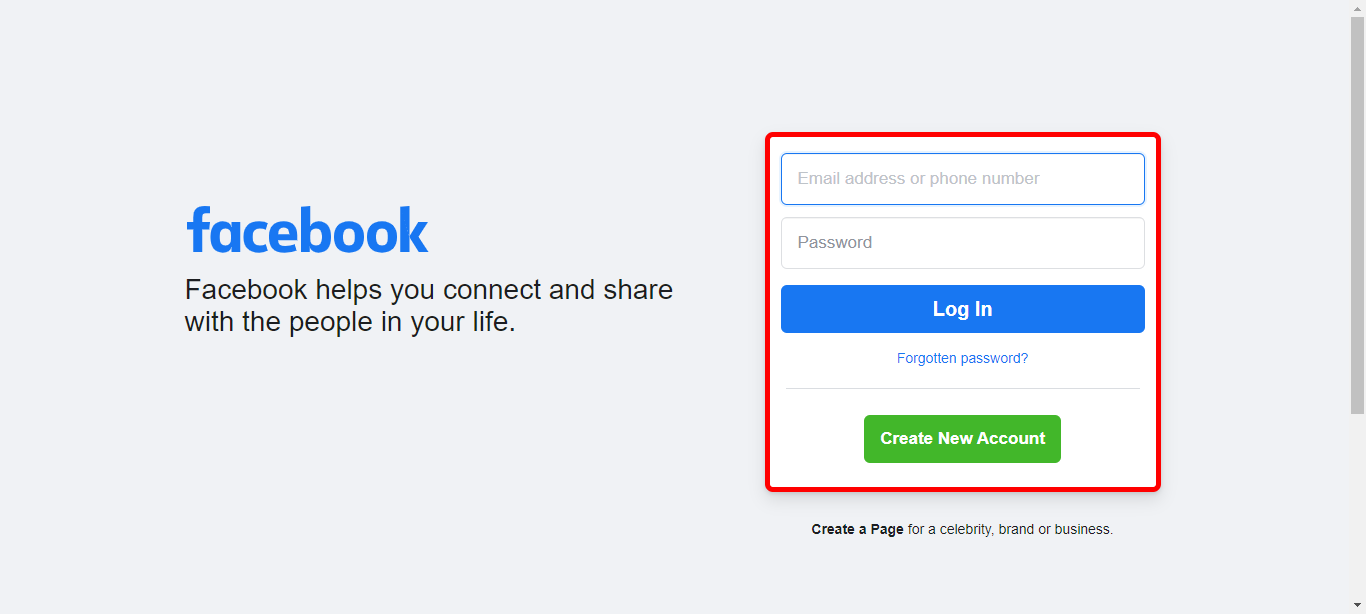 facebook
Facebook helps you connect and share
with the people in your life.
Email address or phone number
Password
Log In
Forgotten password?
Create New Account
Create a Page for a celebrity, brand or business.